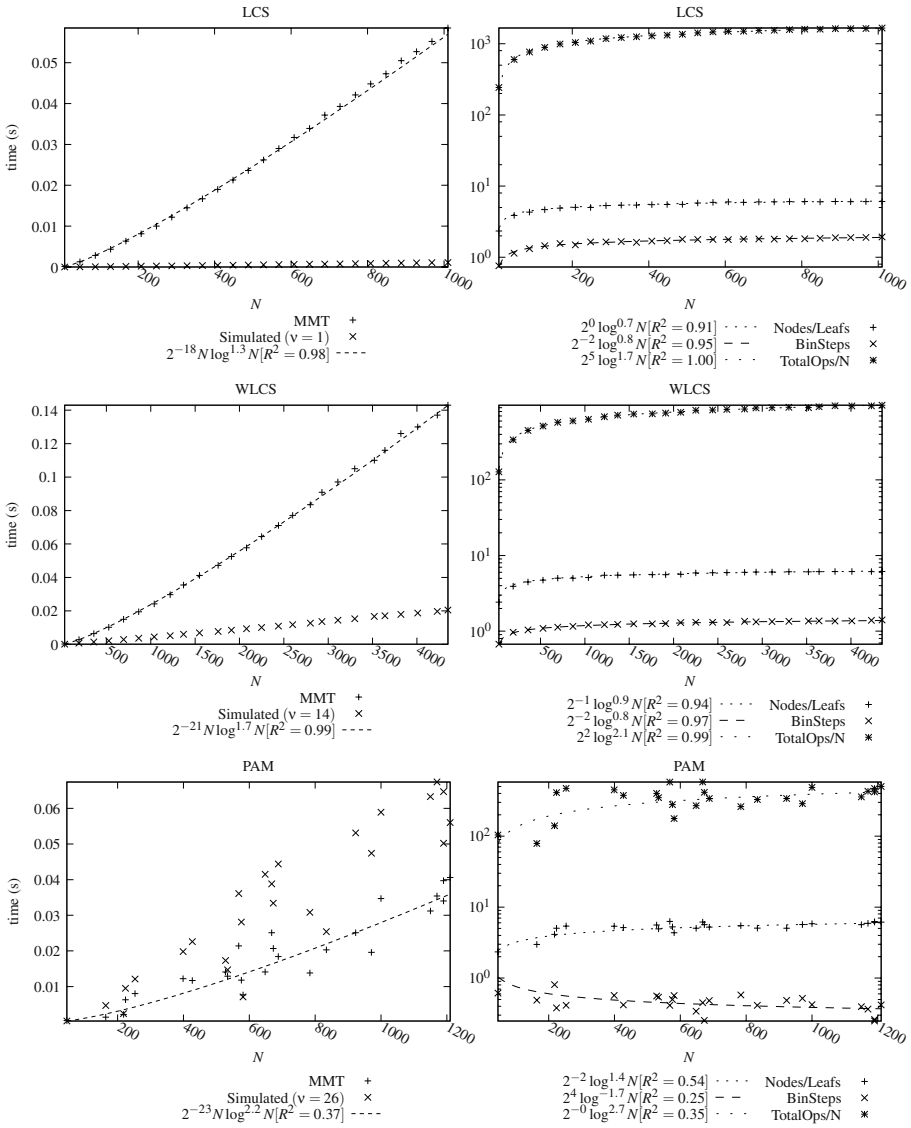 LCS
0.05
0.04
0.03
0.02
0.01
0
time (s)
200
400
600
800
1000
N
MMT
Simulated (ν = 1)
2^{-18} N log^{1.3} N[R^2 = 0.98]
LCS
10^3
10^2
10^1
10^0
200
400
600
800
1000
N
2^0 log^{0.7} N[R^2 = 0.91] Nodes/Leafs
2^{-2} log^{0.8} N[R^2 = 0.95] BinSteps
2^5 log^{1.7} N[R^2 = 1.00] TotalOps/N
WLCS
0.14
0.12
0.1
0.08
0.06
0.04
0.02
0
time (s)
500
1000
1500
2000
2500
3000
3500
4000
N
MMT
Simulated (ν = 14)
2^{-21} N log^{1.7} N[R^2 = 0.99]
WLCS
10^2
10^1
10^0
500
1000
1500
2000
2500
3000
3500
4000
N
2^{-1} log^{0.9} N[R^2 = 0.94] Nodes/Leafs
2^{-2} log^{0.8} N[R^2 = 0.97] BinSteps
2^2 log^{2.1} N[R^2 = 0.99] TotalOps/N
PAM
0.06
0.05
0.04
0.03
0.02
0.01
time (s)
200
400
600
800
1000
1200
N
MMT
Simulated (ν = 26)
2^{-23} N log^{2.2} N[R^2 = 0.37]
PAM
10^2
10^1
10^0
200
400
600
800
1000
1200
N
2^{-2} log^{1.4} N[R^2 = 0.54] Nodes/Leafs
2^4 log^{-1.7} N[R^2 = 0.25] BinSteps
2^{-0} log^{2.7} N[R^2 = 0.35] TotalOps/N